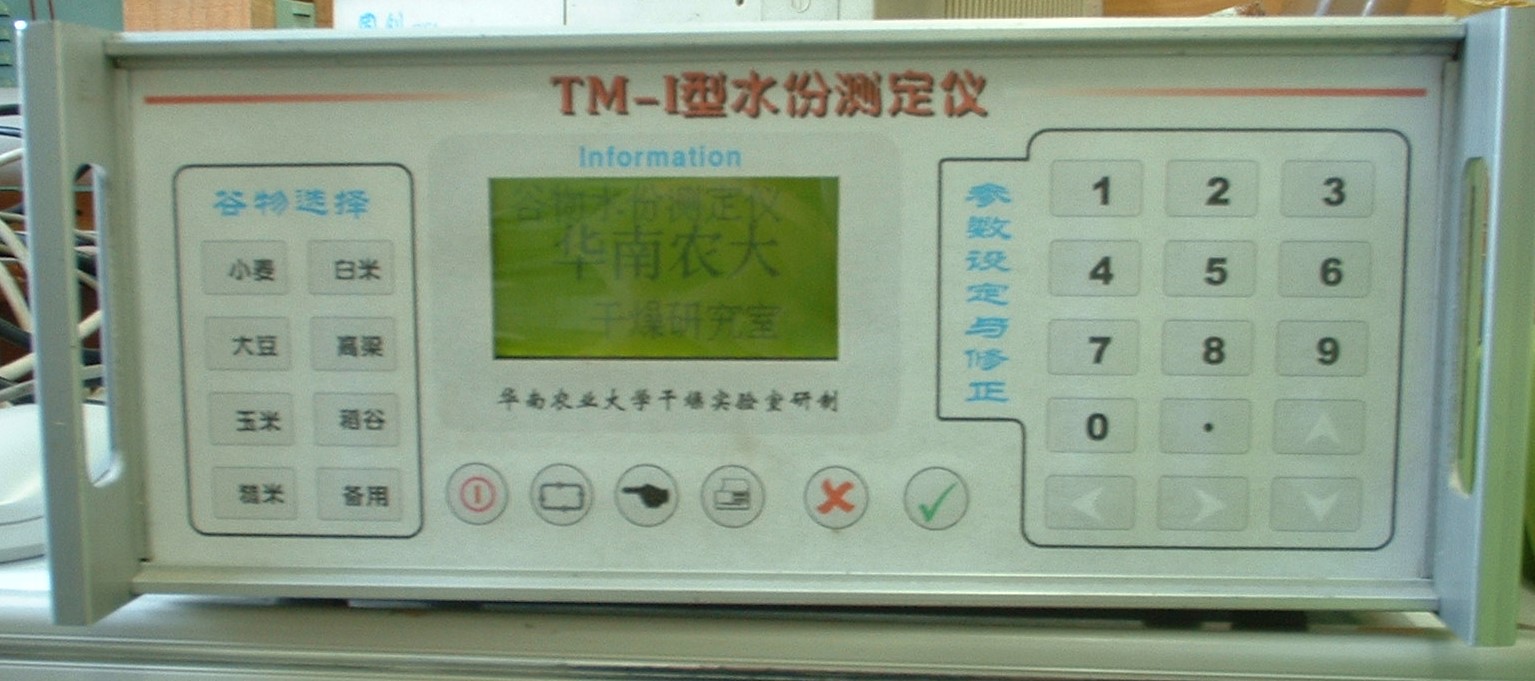 TM-I型水份测定仪
谷物选择
小麦 白米
大豆 高梁
玉米 稻谷
糙米 备用
Information
谷物水份测定仪
华南农大
干燥研究室
华南农业大学干燥实验室研制
参数设定与修正
1 2 3
4 5 6
7 8 9
0 .